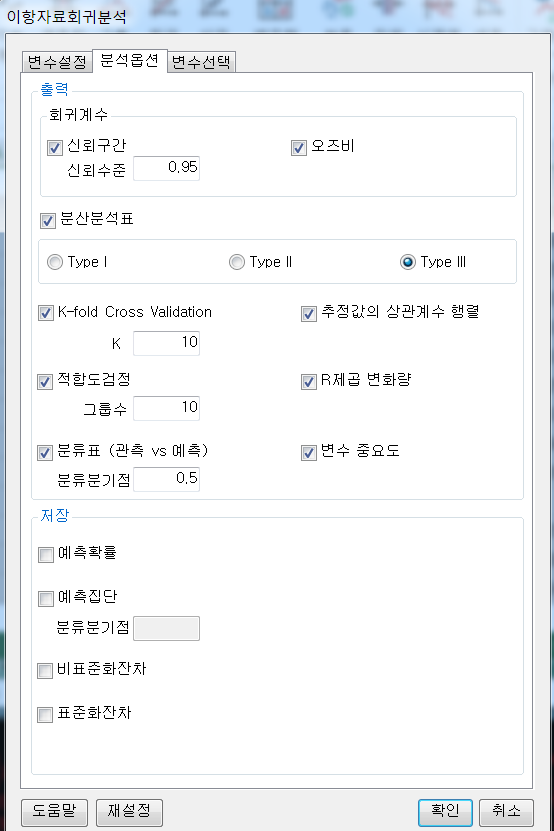 이항자료회귀분석
변수설정 분석옵션 변수선택
출력
회귀계수
신뢰구간 오즈비
신뢰수준 0.95
분산분석표
Type I Type II Type III
K-fold Cross Validation 추정값의 상관계수 행렬
K 10
적합도검정 R제곱 변화량
그룹수 10
분류표 (관측 vs 예측) 변수 중요도
분류분기점 0.5
저장
예측확률
예측집단
분류분기점
비표준화잔차
표준화잔차
도움말 재설정 확인 취소